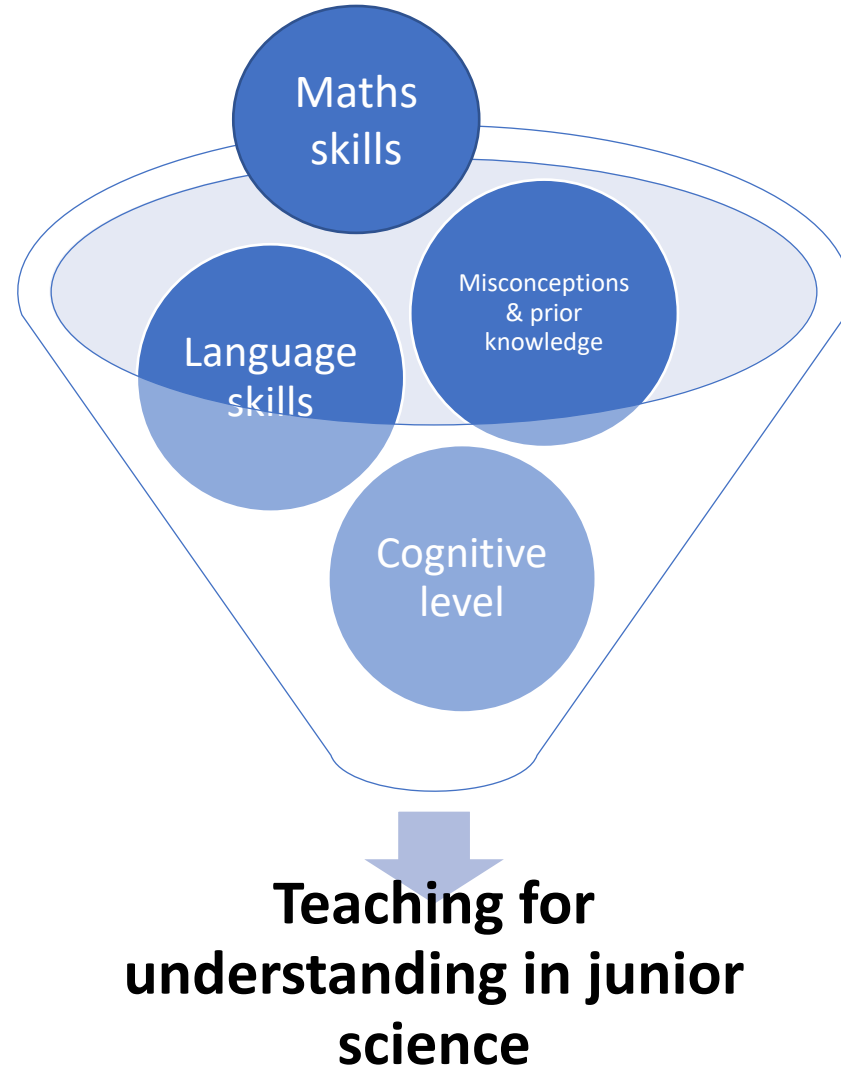 Maths
skills
Misconceptions
& prior
knowledge
Language
skills
Cognitive
level
Teaching for
understanding in junior
science